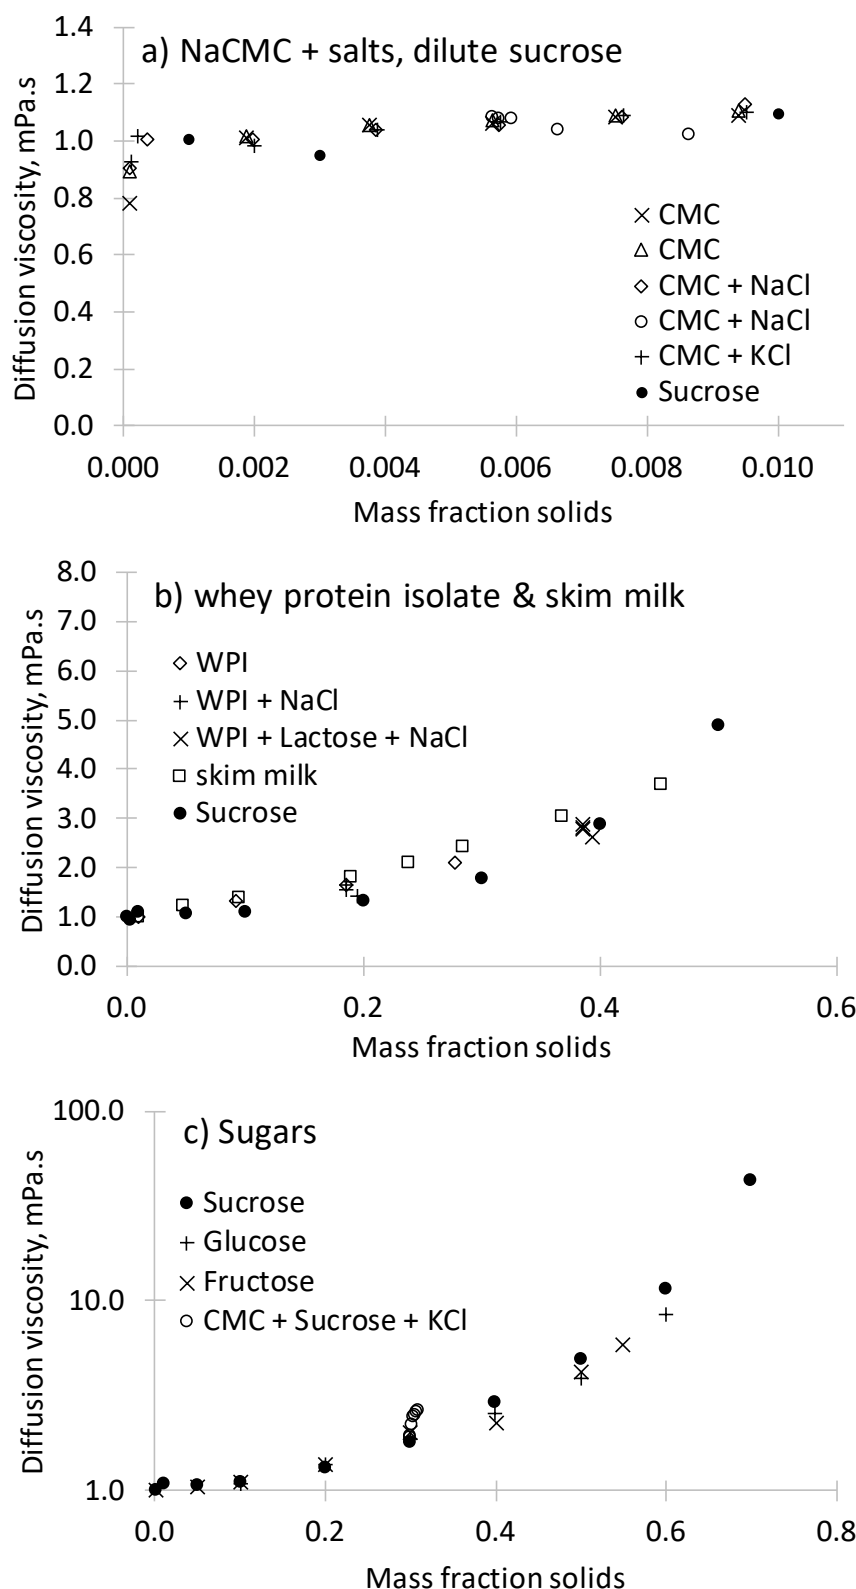 a) NaCMC + salts, dilute sucrose
Diffusion viscosity, mPa.s
1.4
1.2
1.0
0.8
0.6
0.4
0.2
0.0
CMC
CMC
CMC + NaCl
CMC + NaCl
CMC + KCl
Sucrose
0.000 0.002 0.004 0.006 0.008 0.010
Mass fraction solids
b) whey protein isolate & skim milk
Diffusion viscosity, mPa.s
8.0
7.0
6.0
5.0
4.0
3.0
2.0
1.0
0.0
WPI
WPI + NaCl
WPI + Lactose + NaCl
skim milk
Sucrose
0.0 0.2 0.4 0.6
Mass fraction solids
c) Sugars
Diffusion viscosity, mPa.s
100.0
10.0
1.0
Sucrose
Glucose
Fructose
CMC + Sucrose + KCl
0.0 0.2 0.4 0.6 0.8
Mass fraction solids